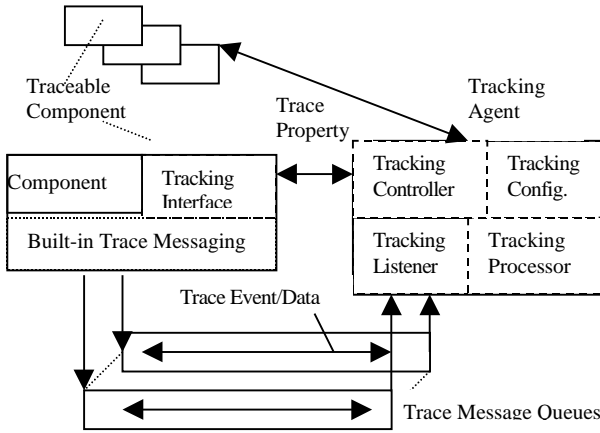 Traceable
Component
Trace
Property
Tracking
Agent
Component
Tracking
Interface
Built-in Trace Messaging
Tracking
Controller
Tracking
Config.
Tracking
Listener
Tracking
Processor
Trace Event/Data
Trace Message Queues